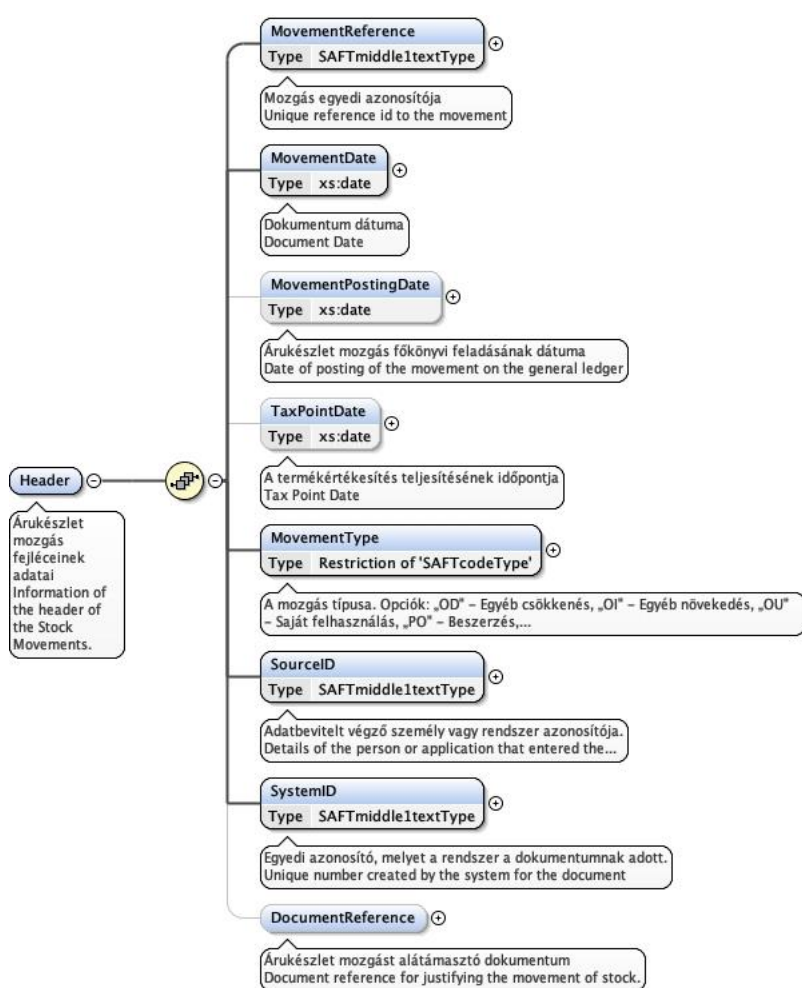 MovementReference
Type SAFTmiddle1textType
Mozgás egyedi azonosítója
Unique reference id to the movement
MovementDate
Type xs:date
Dokumentum dátuma
Document Date
MovementPostingDate
Type xs:date
Árukészlet mozgás főkönyvi feladásának dátuma
Date of posting of the movement on the general ledger
TaxPointDate
Type xs:date
A termékértékesítés teljesítésének időpontja
Tax Point Date
Header
Árukészlet
mozgás
fejléceinek
adatai
Information of
the header of
the Stock
Movements.
MovementType
Type Restriction of 'SAFTcodeType'
A mozgás típusa. Opciók: „OD" – Egyéb csökkenés, „OI" – Egyéb növekedés, „OU"
– Saját felhasználás, „PO" – Beszerzés,...
SourceID
Type SAFTmiddle1textType
Adatbevitelt végző személy vagy rendszer azonosítója.
Details of the person or application that entered the...
SystemID
Type SAFTmiddle1textType
Egyedi azonosító, melyet a rendszer a dokumentumnak adott.
Unique number created by the system for the document
DocumentReference
Árukészlet mozgást alátámasztó dokumentum
Document reference for justifying the movement of stock.